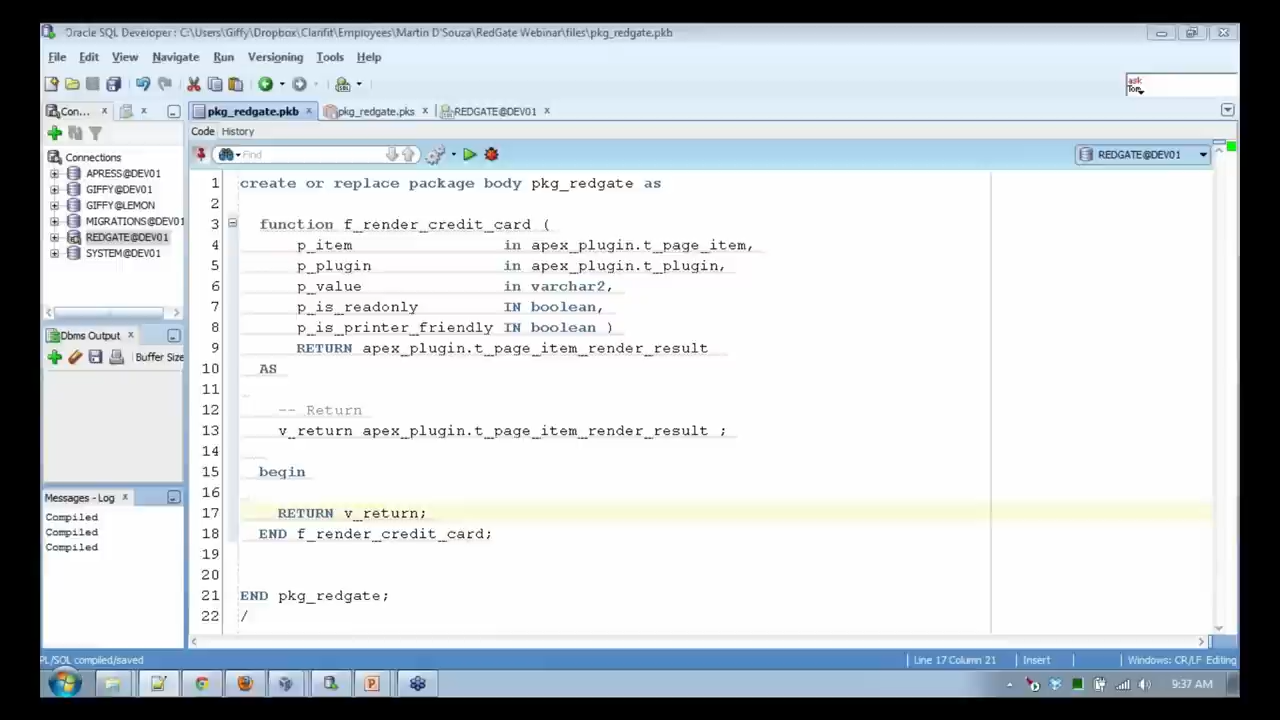 Oracle SQL Developer : C:\Users\Giffy\Dropbox\Clarifit\Employees\Martin D'Souza\RedGate Webinar\files\pkg_redgate.pkb
File Edit View Navigate Run Versioning Tools Help
ask
Tom
Con... pkg_redgate.pkb pkg_redgate.pks REDGATE@DEV01
Code History
Find REDGATE@DEV01
Connections
APRESS@DEV01
GIFFY@DEV01
GIFFY@LEMON
MIGRATIONS@DEV01
REDGATE@DEV01
SYSTEM@DEV01
Dbms Output
Buffer Size
Messages - Log
Compiled
Compiled
Compiled
1 create or replace package body pkg_redgate as
2
3 function f_render_credit_card (
4 p_item in apex_plugin.t_page_item,
5 p_plugin in apex_plugin.t_plugin,
6 p_value in varchar2,
7 p_is_readonly IN boolean,
8 p_is_printer_friendly IN boolean )
9 RETURN apex_plugin.t_page_item_render_result
10 AS
11
12 -- Return
13 v_return apex_plugin.t_page_item_render_result ;
14
15 begin
16
17 RETURN v_return;
18 END f_render_credit_card;
19
20
21 END pkg_redgate;
22 /
PL/SQL compiled/saved Line 17 Column 21 Insert Windows: CR/LF Editing
9:37 AM